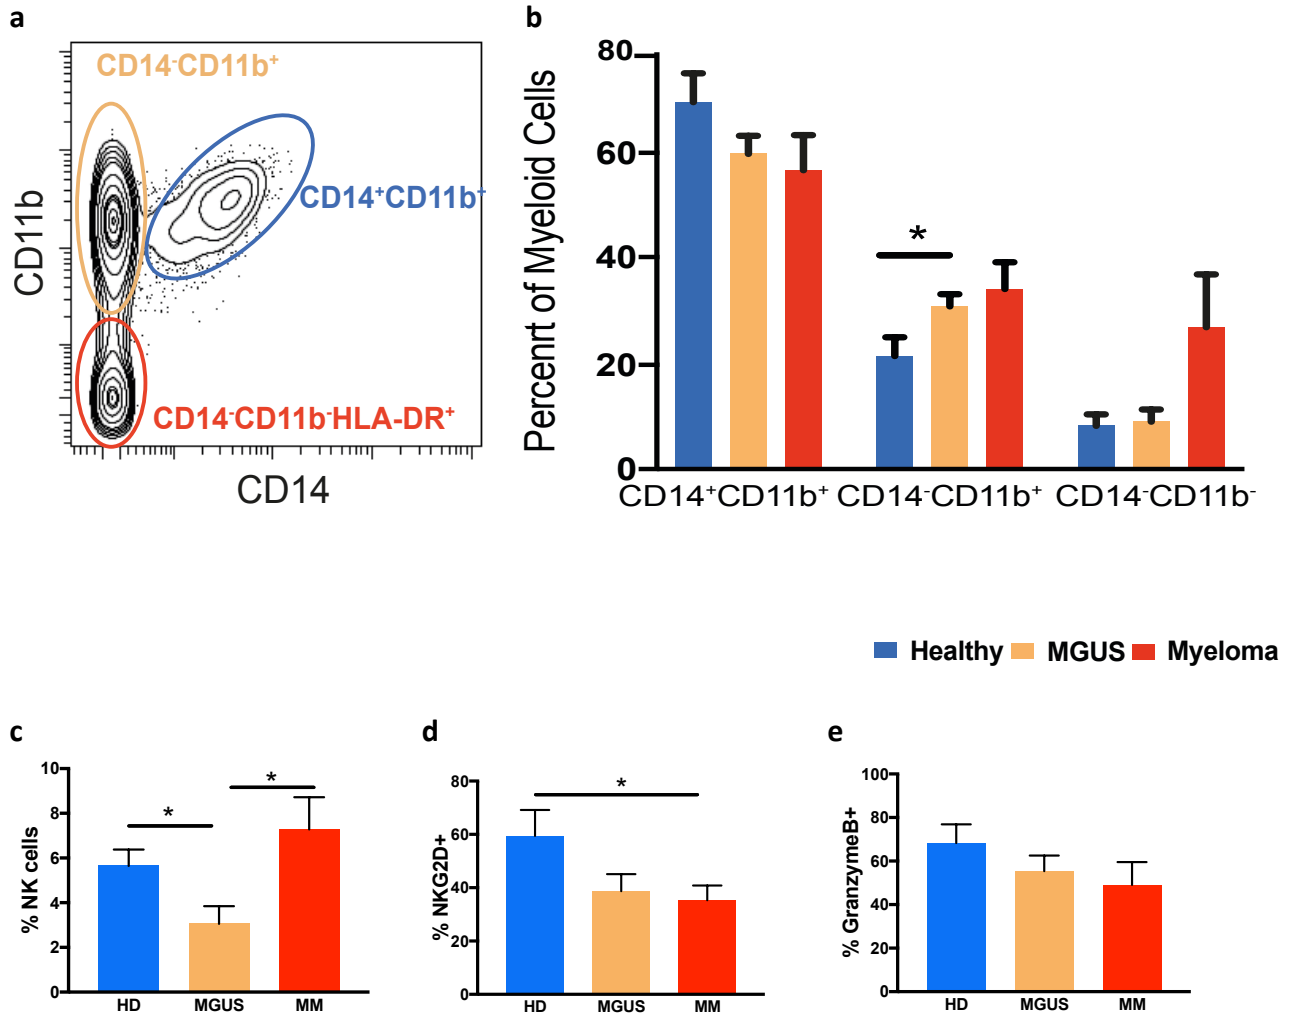 a
CD14⁻CD11b⁺
CD14⁺CD11b⁺
CD14⁻CD11b⁻HLA-DR⁺
CD11b
CD14
b
Percenrt of Myeloid Cells
80
60
40
20
0
*
CD14⁺CD11b⁺ CD14⁻CD11b⁺ CD14⁻CD11b⁻
Healthy MGUS Myeloma
c
% NK cells
10
8
6
4
2
0
*
*
HD MGUS MM
d
% NKG2D+
80
60
40
20
0
*
HD MGUS MM
e
% GranzymeB+
100
80
60
40
20
0
HD MGUS MM